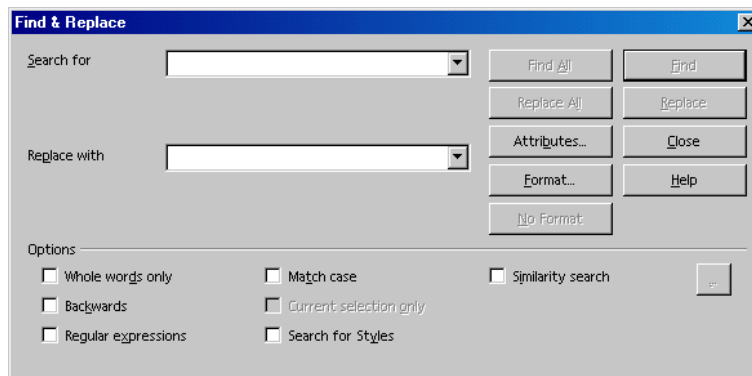 Find & Replace
Search for
Find All
Find
Replace All
Replace
Replace with
Attributes...
Close
Format...
Help
No Format
Options
Whole words only
Match case
Similarity search
...
Backwards
Current selection only
Regular expressions
Search for Styles